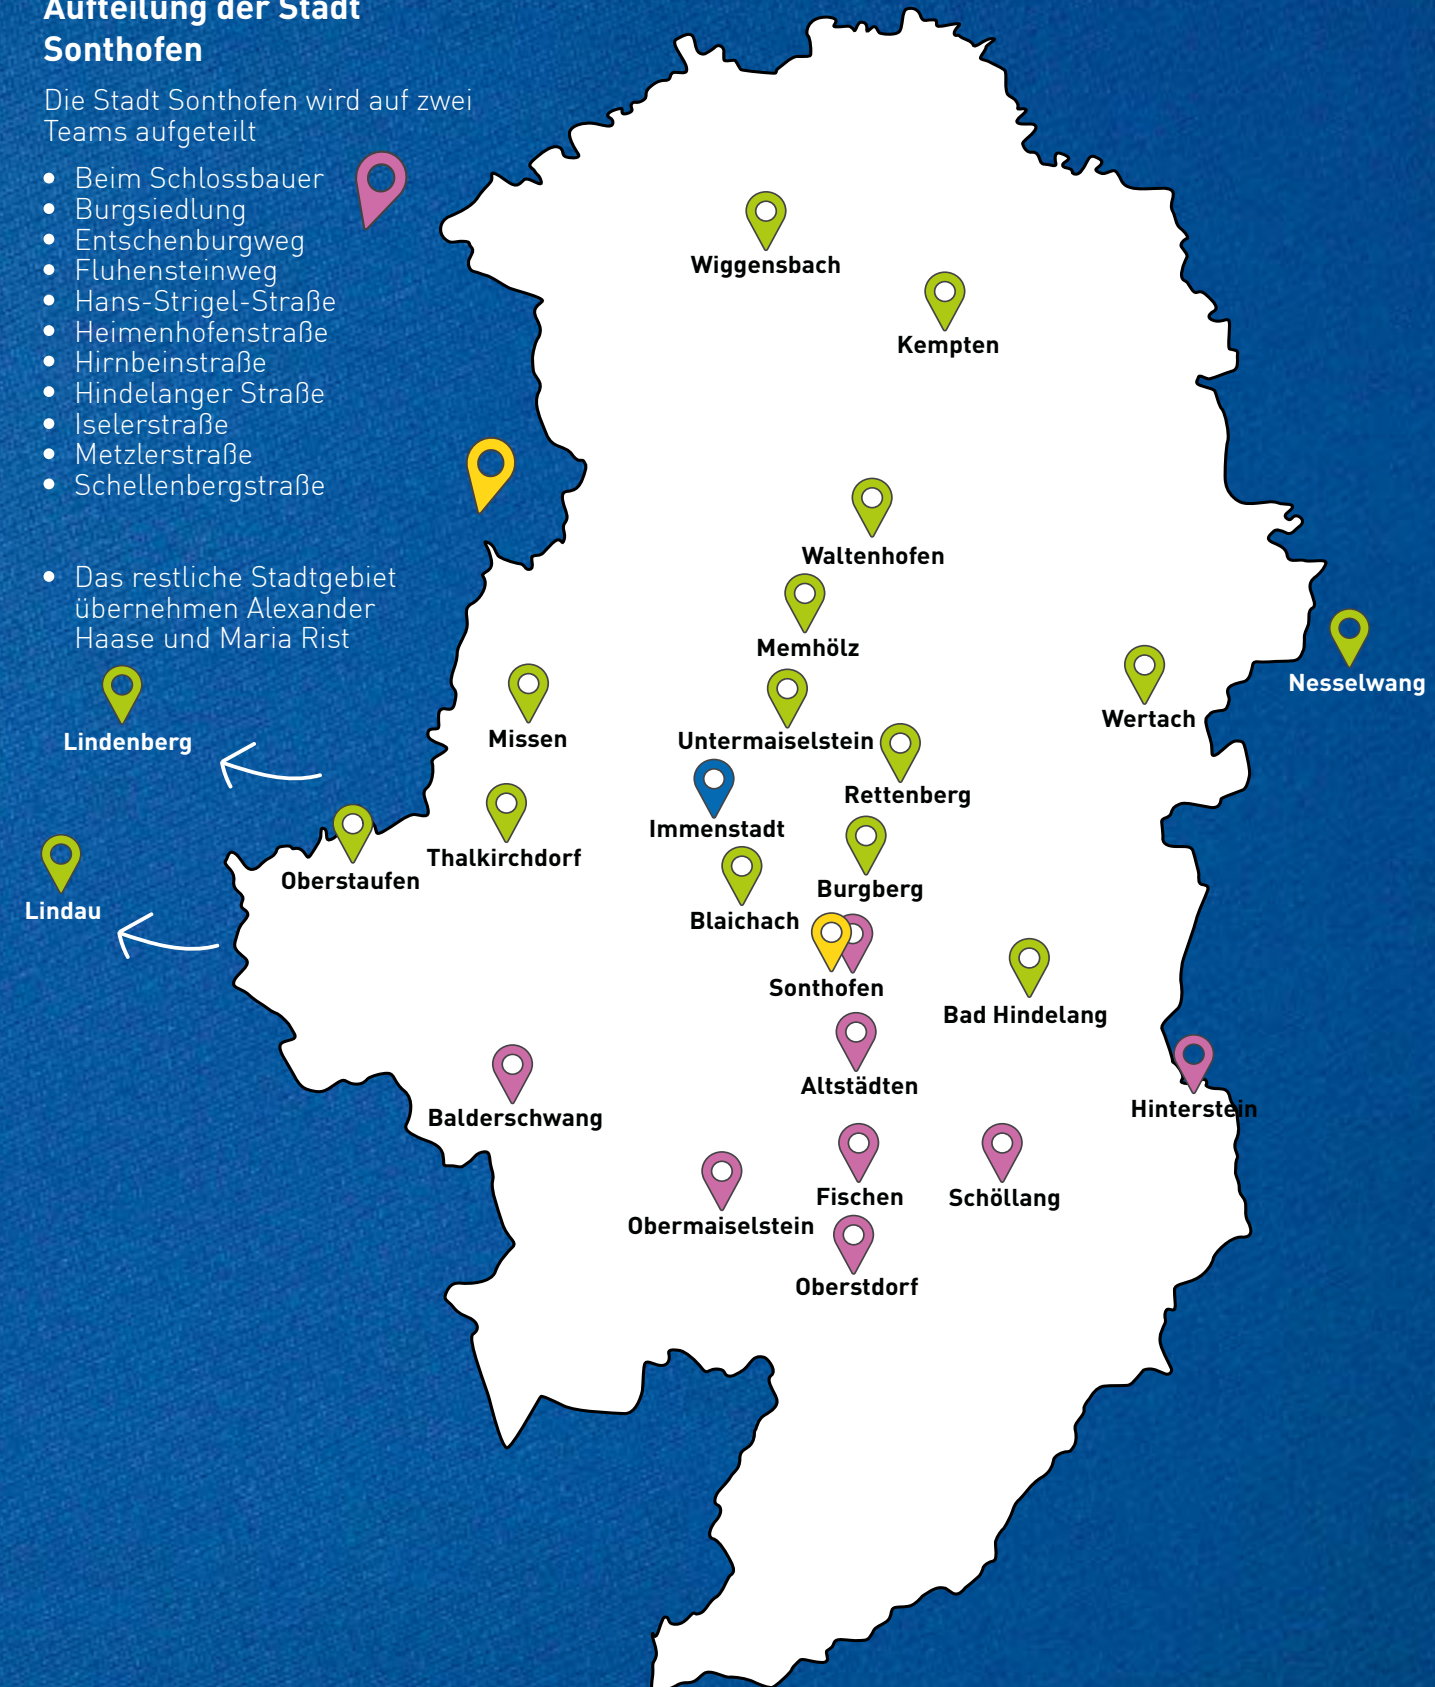 Aufteilung der Stadt
Sonthofen
Die Stadt Sonthofen wird auf zwei
Teams aufgeteilt
• Beim Schlossbauer
• Burgsiedlung
• Entschenburgweg
• Fluhensteinweg
• Hans-Strigel-Straße
• Heimenhofenstraße
• Hirnbeinstraße
• Hindelanger Straße
• Iselerstraße
• Metzlerstraße
• Schellenbergstraße
• Das restliche Stadtgebiet
übernehmen Alexander
Haase und Maria Rist
Wiggensbach
Kempten
Waltenhofen
Memhölz
Nesselwang
Wertach
Lindenberg
Missen
Untermaiselstein
Rettenberg
Immenstadt
Thalkirchdorf
Oberstaufen
Burgberg
Lindau
Blaichach
Sonthofen
Bad Hindelang
Altstädten
Hinterstein
Balderschwang
Fischen
Schöllang
Obermaiselstein
Oberstdorf